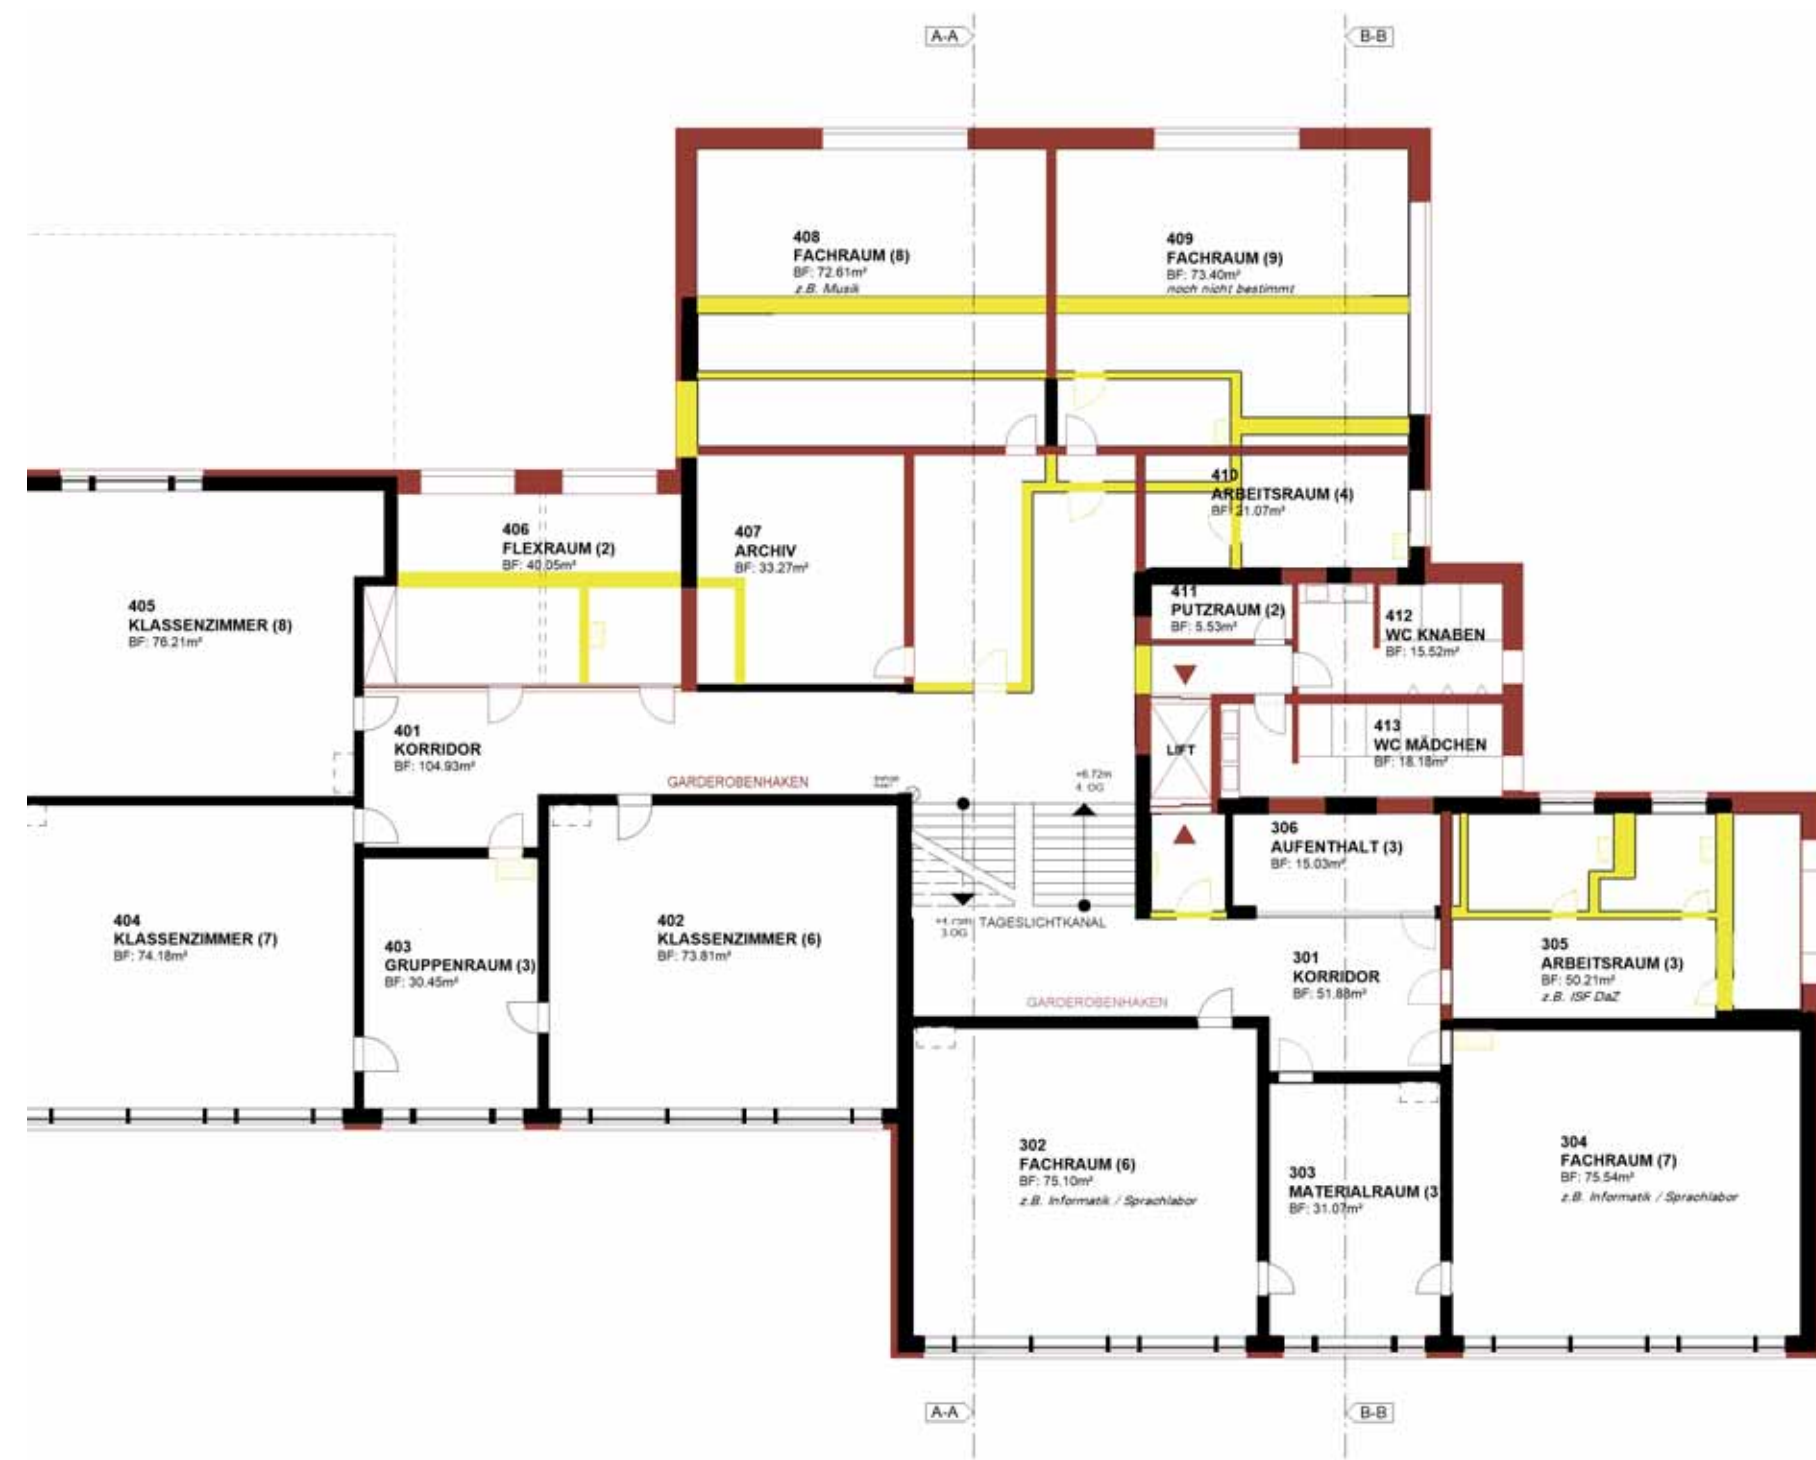 A-A
B-B
408
FACHRAUM (8)
BF: 72.61m²
z.B. Musik
409
FACHRAUM (9)
BF: 73.40m²
noch nicht bestimmt
406
FLEXRAUM (2)
BF: 40.05m²
407
ARCHIV
BF: 33.27m²
410
ARBEITSRAUM (4)
BF: 21.07m²
405
KLASSENZIMMER (8)
BF: 76.21m²
411
PUTZRAUM (2)
BF: 5.53m²
412
WC KNABEN
BF: 15.52m²
401
KORRIDOR
BF: 104.93m²
GARDEROBENHAKEN
+6.72m
4. OG
LIFT
413
WC MÄDCHEN
BF: 18.18m²
306
AUFENTHALT (3)
BF: 15.03m²
404
KLASSENZIMMER (7)
BF: 74.18m²
403
GRUPPENRAUM (3)
BF: 30.45m²
402
KLASSENZIMMER (6)
BF: 73.81m²
3.OG
TAGESLICHTKANAL
301
KORRIDOR
BF: 51.88m²
305
ARBEITSRAUM (3)
BF: 50.21m²
z.B. ISF DaZ
GARDEROBENHAKEN
302
FACHRAUM (6)
BF: 75.10m²
z.B. Informatik / Sprachlabor
303
MATERIALRAUM (3
BF: 31.07m²
304
FACHRAUM (7)
BF: 75.54m²
z.B. Informatik / Sprachlabor
A-A
B-B